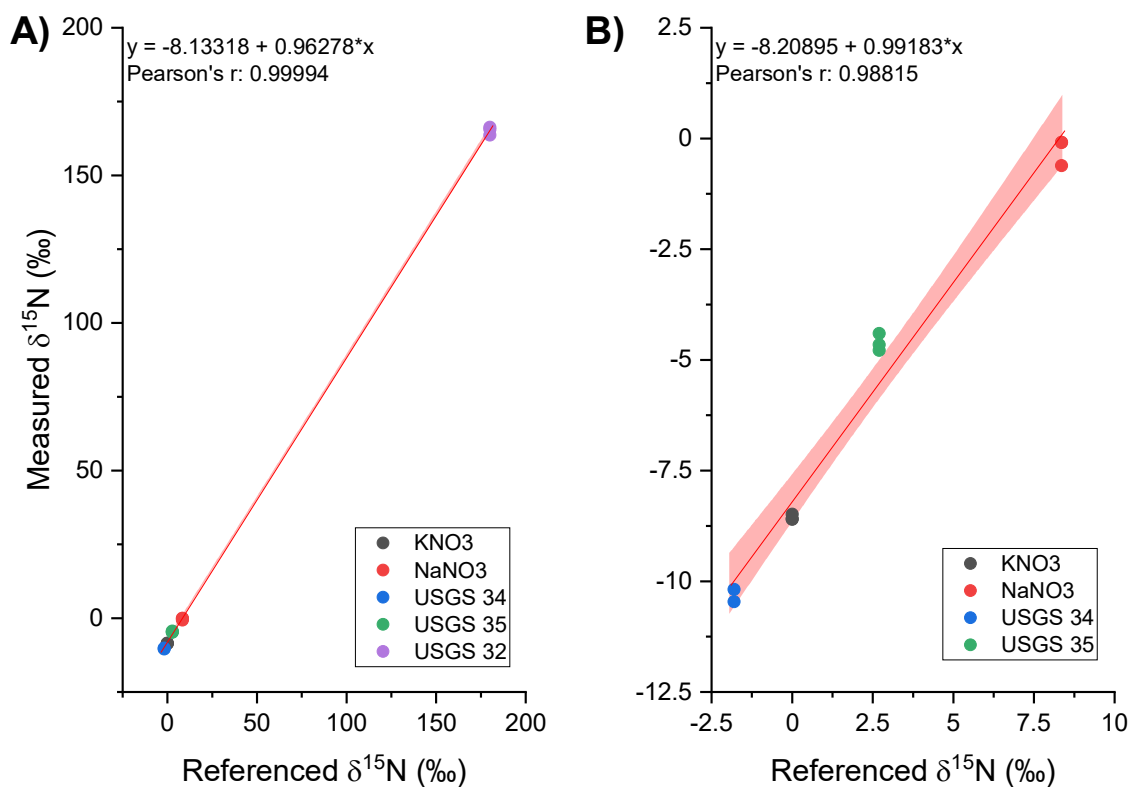 A)
y = -8.13318 + 0.96278*x
Pearson's r: 0.99994
200
150
100
50
0
Measured δ¹⁵N (‰)
KNO3
NaNO3
USGS 34
USGS 35
USGS 32
0 50 100 150 200
Referenced δ¹⁵N (‰)
B)
y = -8.20895 + 0.99183*x
Pearson's r: 0.98815
2.5
0
-2.5
-5
-7.5
-10
-12.5
KNO3
NaNO3
USGS 34
USGS 35
-2.5 0 2.5 5 7.5 10
Referenced δ¹⁵N (‰)